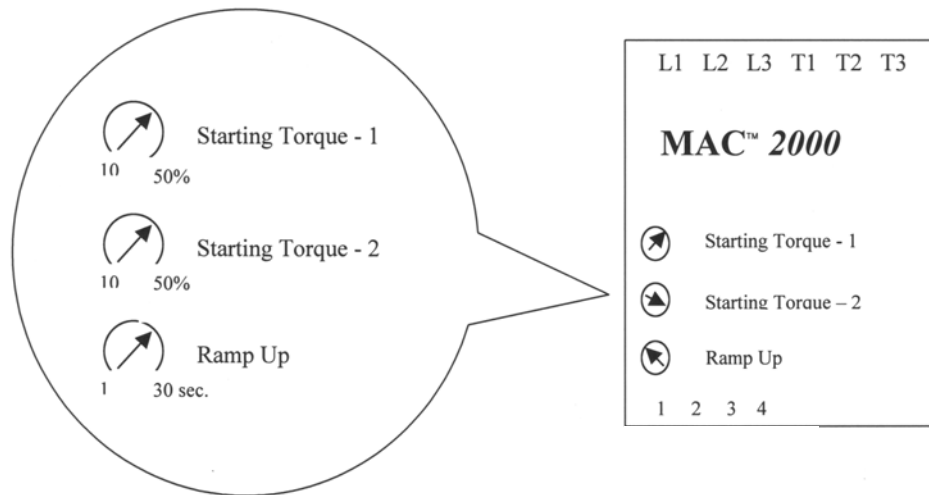 Starting Torque - 1
10 50%
Starting Torque - 2
10 50%
Ramp Up
1 30 sec.
L1 L2 L3 T1 T2 T3
MAC™ 2000
Starting Torque - 1
Starting Torque – 2
Ramp Up
1 2 3 4